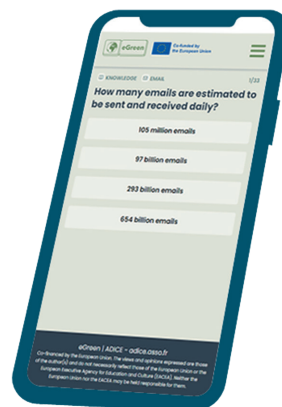 eGreen
Co-funded by
the European Union
KNOWLEDGE EMAIL 1/33
How many emails are estimated to
be sent and received daily?
105 million emails
97 billion emails
293 billion emails
654 billion emails
eGreen | ADICE - adice.asso.fr
Co-financed by the European Union. The views and opinions expressed are those
of the author(s) and do not necessarily reflect those of the European Union or the
European Executive Agency for Education and Culture (EACEA). Neither the
European Union nor the EACEA may be held responsible for them.